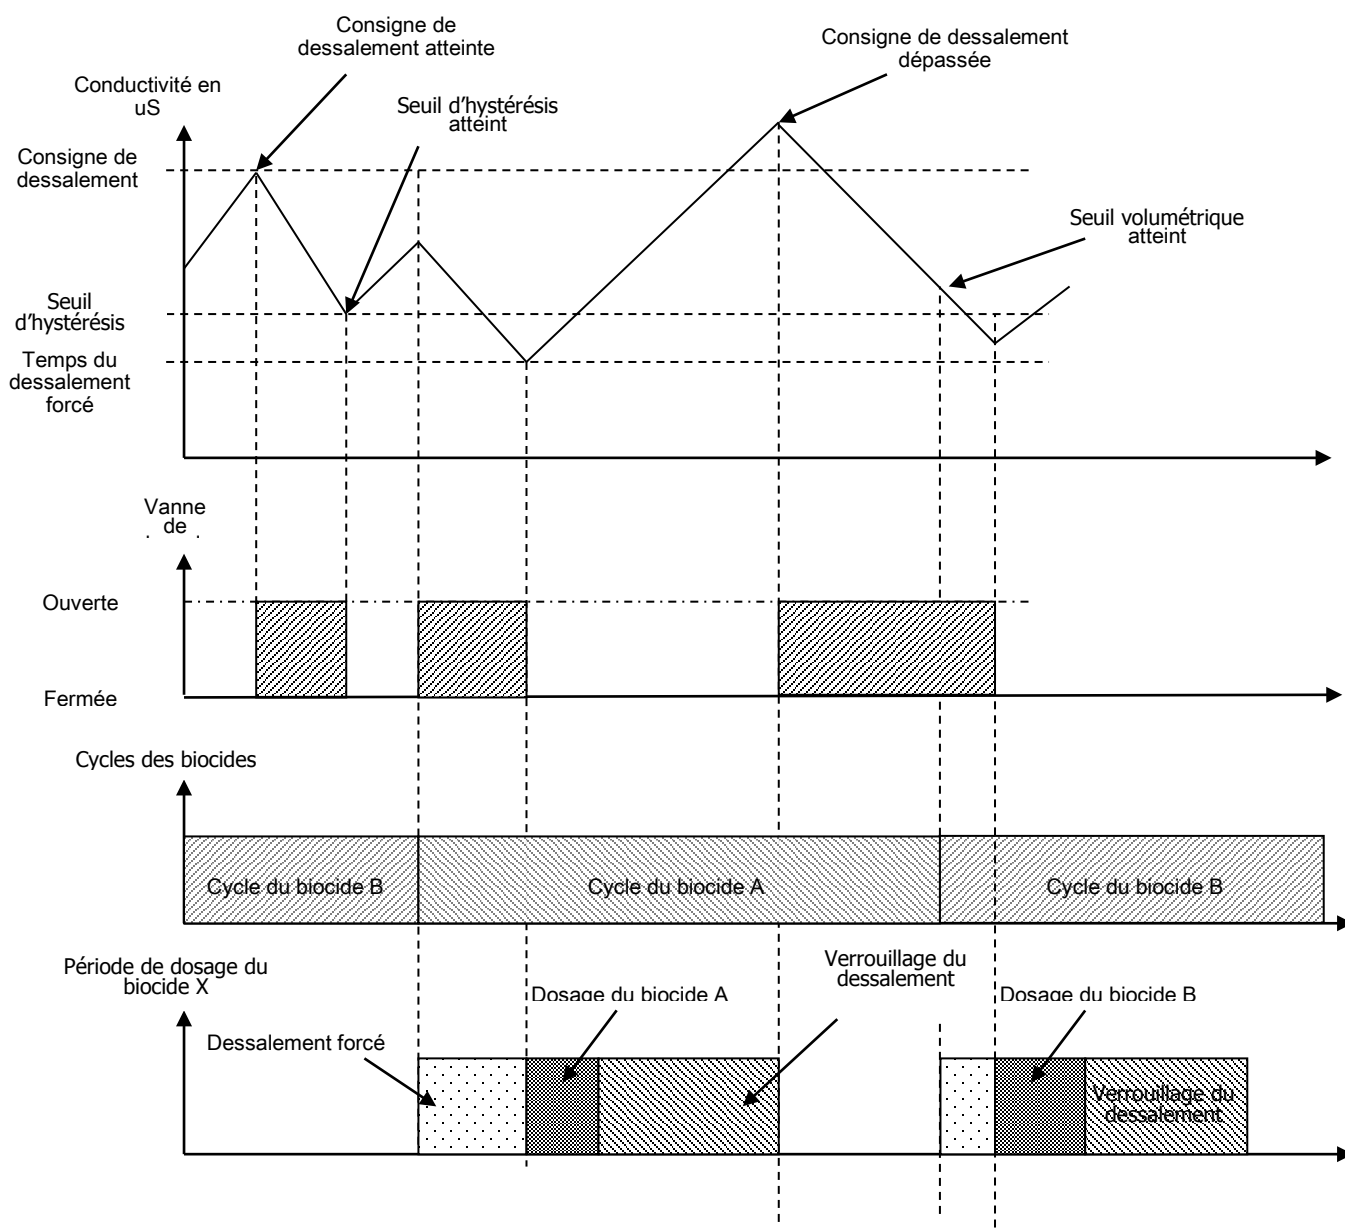 Consigne de
dessalement atteinte
Consigne de dessalement
dépassée
Conductivité en
uS
Seuil d'hystérésis
atteint
Consigne de
dessalement
Seuil volumétrique
atteint
Seuil
d'hystérésis
Temps du
dessalement
forcé
Vanne
de
Ouverte
Fermée
Cycles des biocides
Cycle du biocide B
Cycle du biocide A
Cycle du biocide B
Période de dosage du
biocide X
Verrouillage du
dessalement
Dosage du biocide A
Dosage du biocide B
Dessalement forcé
Verrouillage du
dessalement